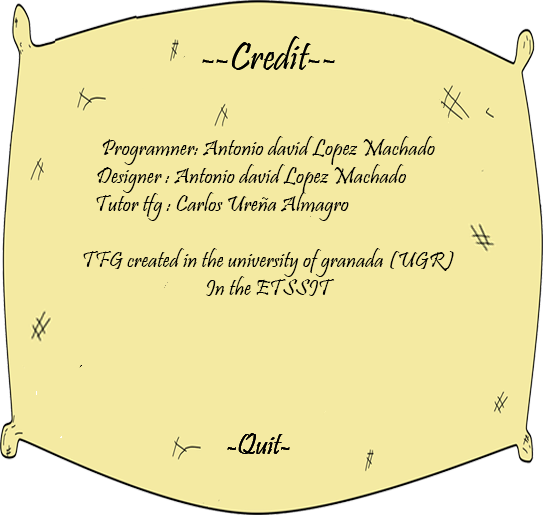 --Credit--
Programner: Antonio david Lopez Machado
Designer : Antonio david Lopez Machado
Tutor tfg : Carlos Ureña Almagro
TFG created in the university of granada (UGR)
In the ETSSIT
~Quit~